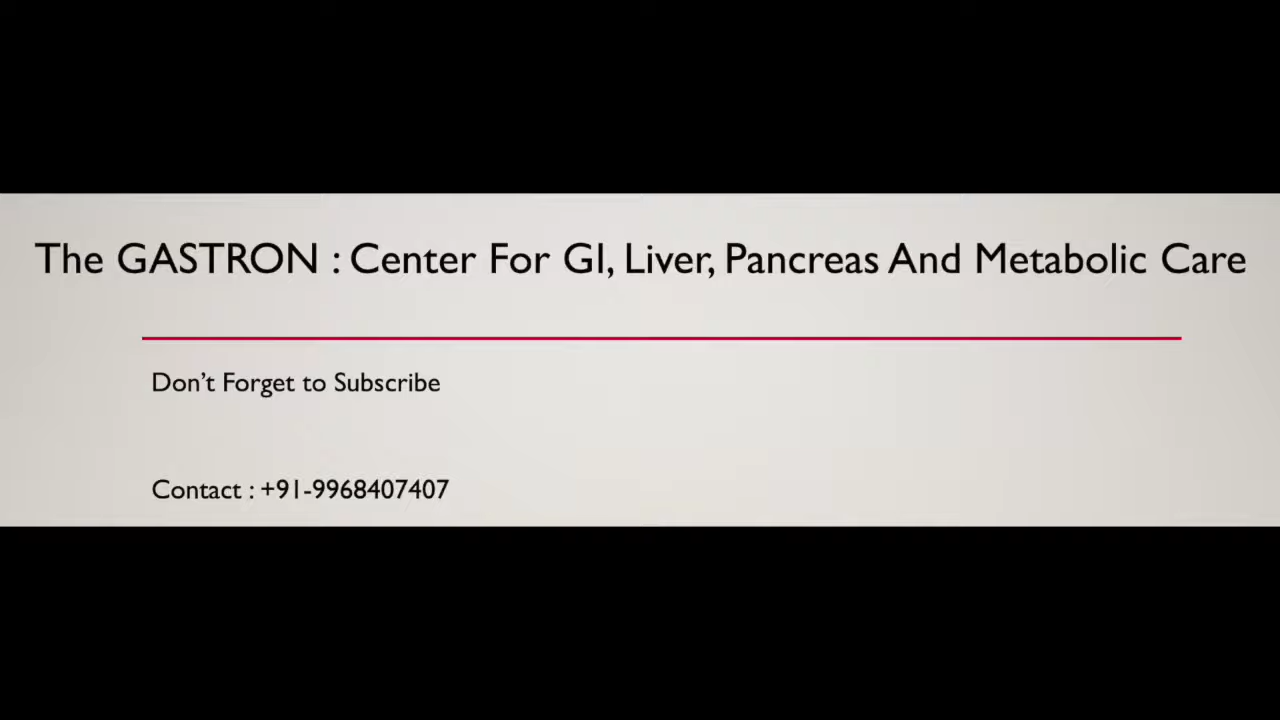 The GASTRON : Center For GI, Liver, Pancreas And Metabolic Care
Don’t Forget to Subscribe
Contact : +91-9968407407